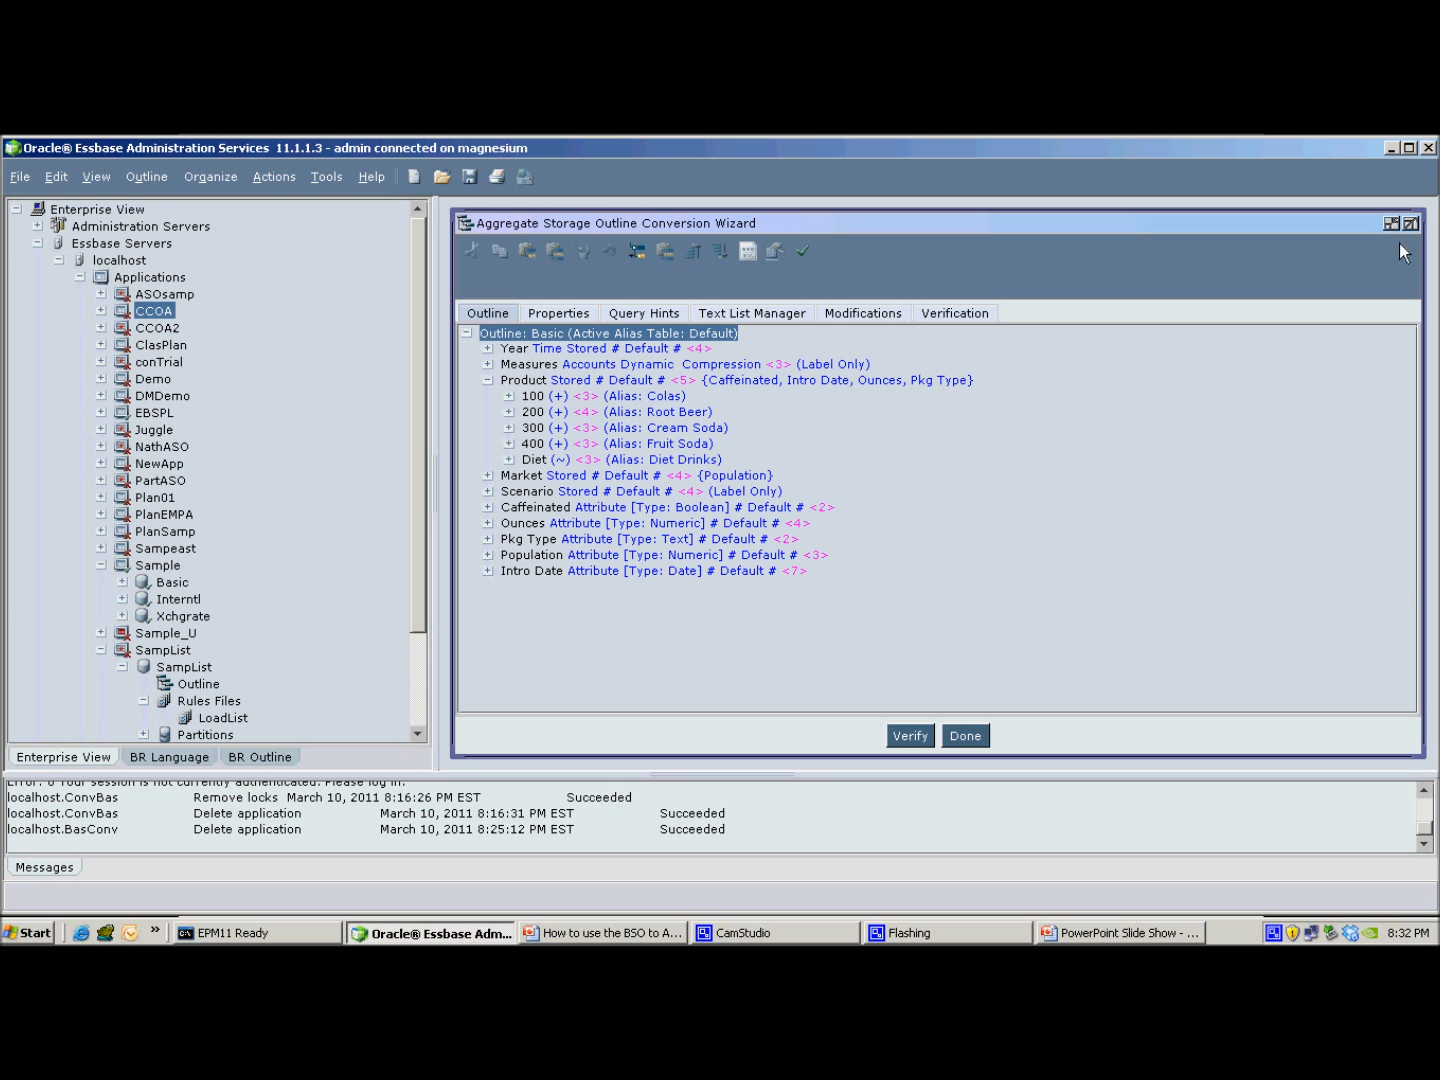 Oracle® Essbase Administration Services 11.1.1.3 - admin connected on magnesium
File Edit View Outline Organize Actions Tools Help
Enterprise View
Administration Servers
Essbase Servers
localhost
Applications
ASOsamp
CCOA
CCOA2
ClasPlan
conTrial
Demo
DMDemo
EBSPL
Juggle
NathASO
NewApp
PartASO
Plan01
PlanEMPA
PlanSamp
Sampeast
Sample
Basic
Interntl
Xchgrate
Sample_U
SampList
SampList
Outline
Rules Files
LoadList
Partitions
Enterprise View BR Language BR Outline
Aggregate Storage Outline Conversion Wizard
Outline Properties Query Hints Text List Manager Modifications Verification
Outline: Basic (Active Alias Table: Default)
Year Time Stored # Default # <4>
Measures Accounts Dynamic Compression <3> (Label Only)
Product Stored # Default # <5> {Caffeinated, Intro Date, Ounces, Pkg Type}
100 (+) <3> (Alias: Colas)
200 (+) <4> (Alias: Root Beer)
300 (+) <3> (Alias: Cream Soda)
400 (+) <3> (Alias: Fruit Soda)
Diet (~) <3> (Alias: Diet Drinks)
Market Stored # Default # <4> {Population}
Scenario Stored # Default # <4> (Label Only)
Caffeinated Attribute [Type: Boolean] # Default # <2>
Ounces Attribute [Type: Numeric] # Default # <4>
Pkg Type Attribute [Type: Text] # Default # <2>
Population Attribute [Type: Numeric] # Default # <3>
Intro Date Attribute [Type: Date] # Default # <7>
Verify Done
Error: 6 Your session is not currently authenticated. Please log in.
localhost.ConvBas Remove locks March 10, 2011 8:16:26 PM EST Succeeded
localhost.ConvBas Delete application March 10, 2011 8:16:31 PM EST Succeeded
localhost.BasConv Delete application March 10, 2011 8:25:12 PM EST Succeeded
Messages
Start » EPM11 Ready Oracle® Essbase Adm... How to use the BSO to A... CamStudio Flashing PowerPoint Slide Show - ... 8:32 PM